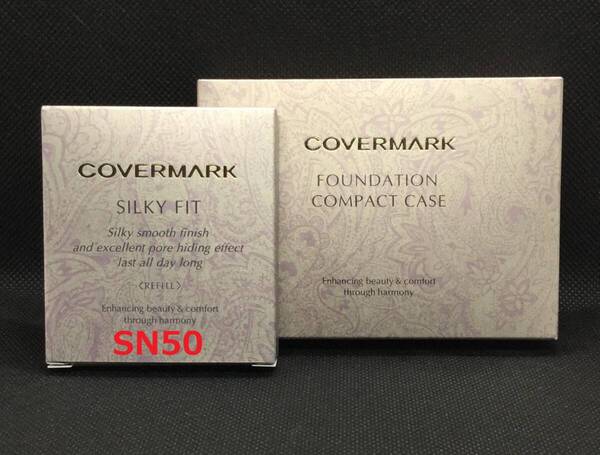 COVERMARK
SILKY FIT
Silky smooth finish
and excellent pore hiding effect
last all day long
〈REFILL〉
Enhancing beauty & comfort
through harmony
SN50
COVERMARK
FOUNDATION
COMPACT CASE
Enhancing beauty & comfort
through harmony